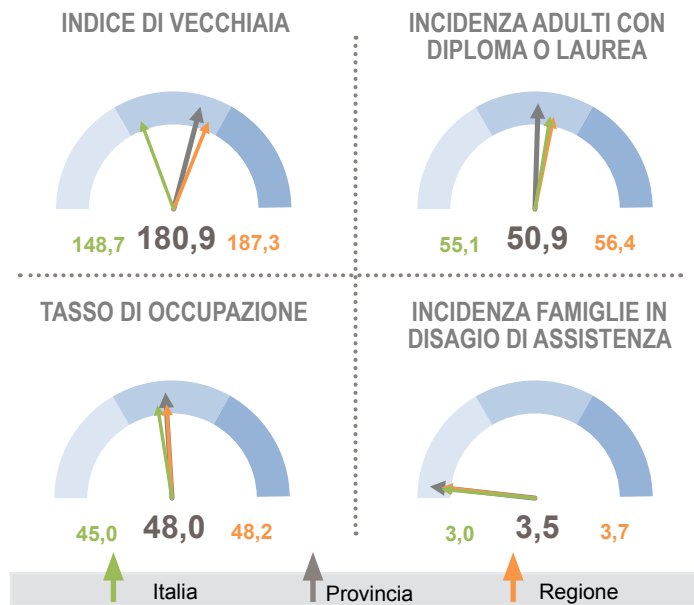 INDICE DI VECCHIAIA
148,7 180,9 187,3
INCIDENZA ADULTI CON
DIPLOMA O LAUREA
55,1 50,9 56,4
TASSO DI OCCUPAZIONE
45,0 48,0 48,2
INCIDENZA FAMIGLIE IN
DISAGIO DI ASSISTENZA
3,0 3,5 3,7
Italia Provincia Regione